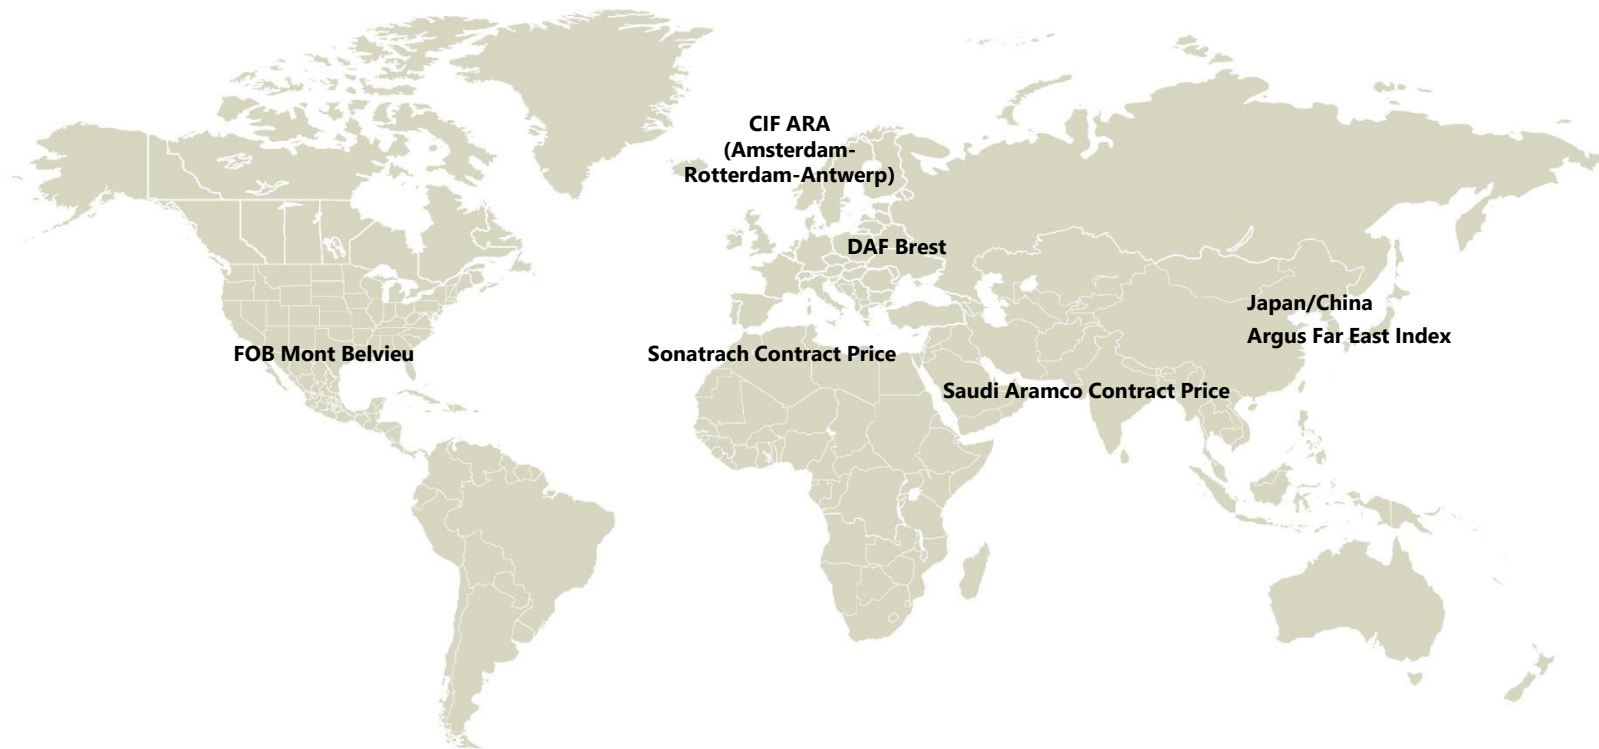 CIF ARA
(Amsterdam-
Rotterdam-Antwerp)
DAF Brest
Japan/China
Argus Far East Index
FOB Mont Belvieu
Sonatrach Contract Price
Saudi Aramco Contract Price